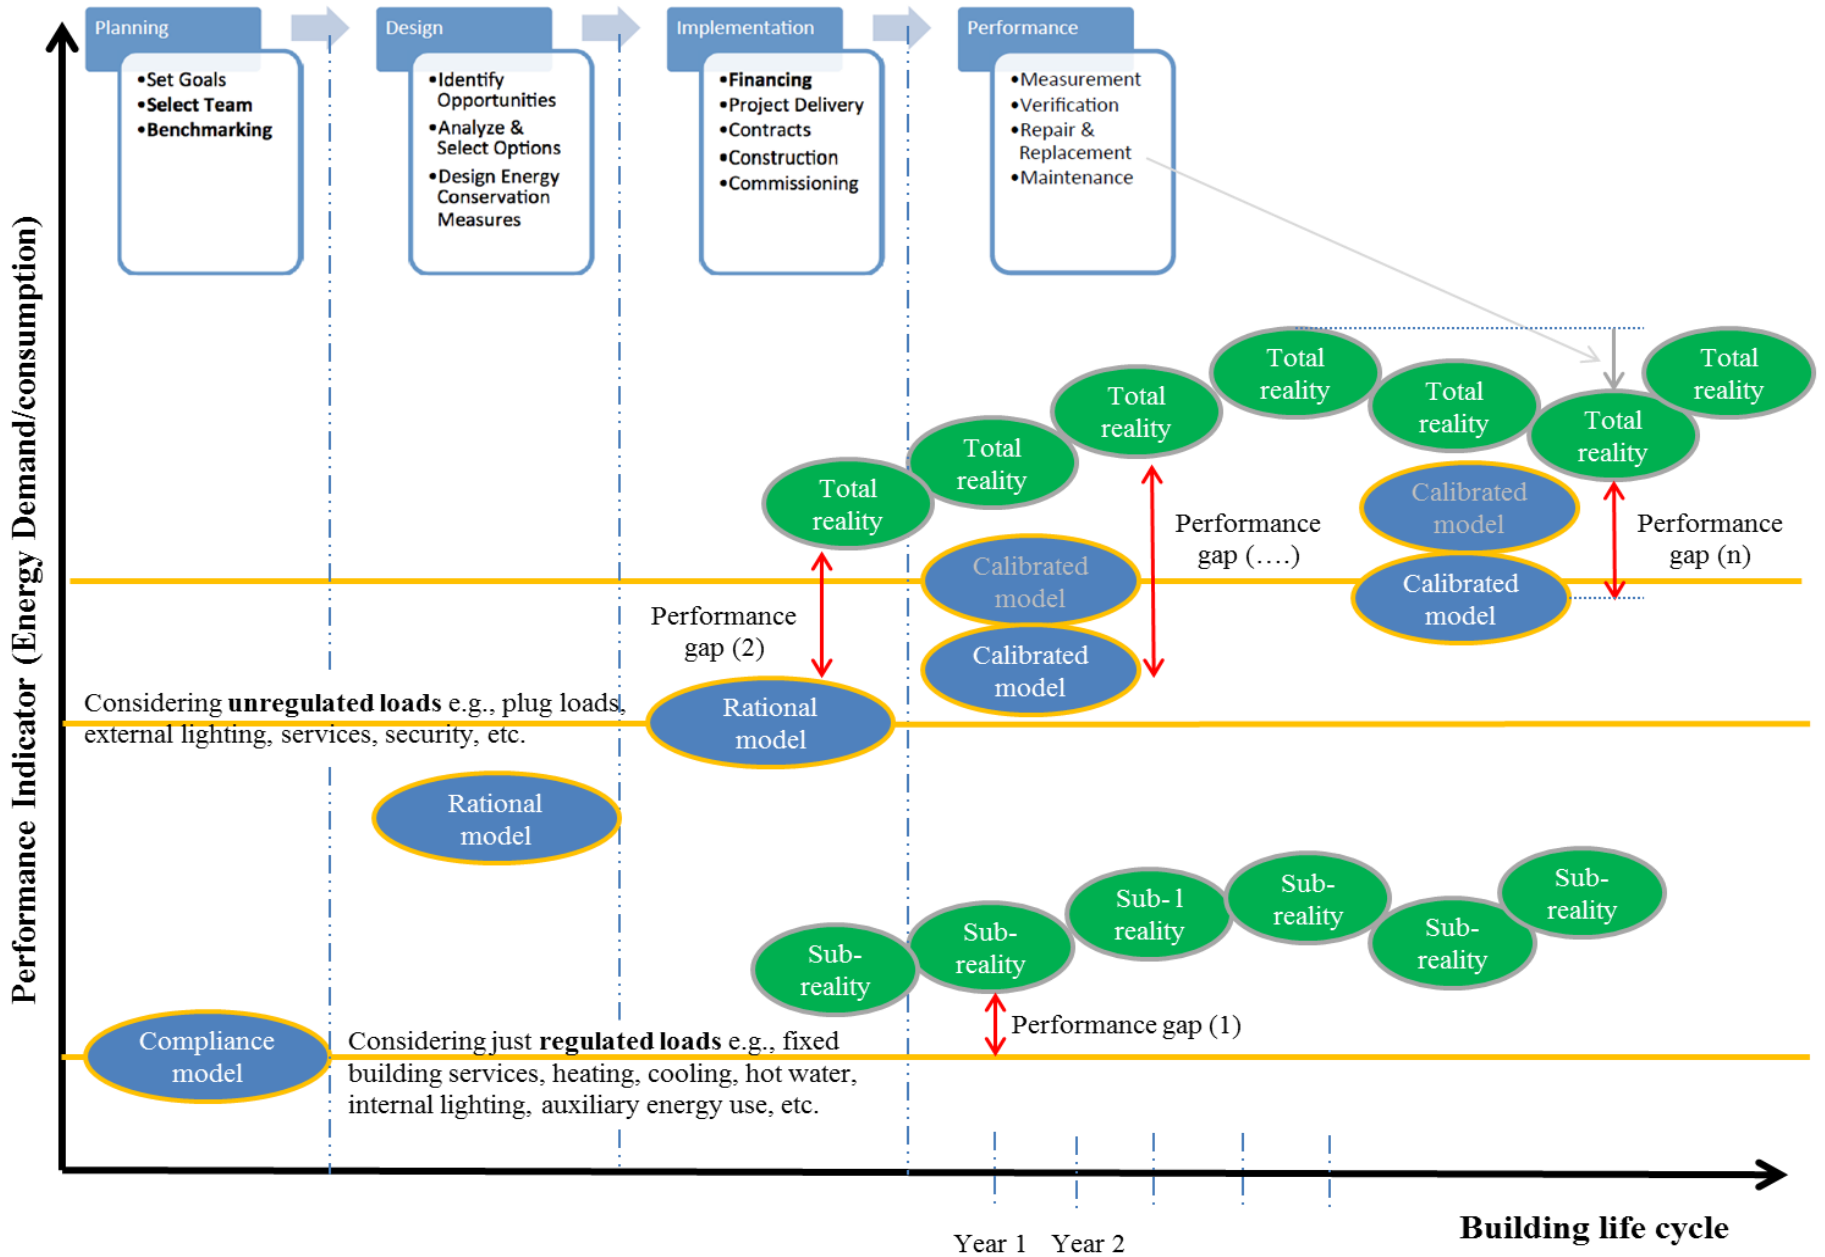 Planning
•Set Goals
•Select Team
•Benchmarking
Design
•Identify
Opportunities
•Analyze &
Select Options
•Design Energy
Conservation
Measures
Implementation
•Financing
•Project Delivery
•Contracts
•Construction
•Commissioning
Performance
•Measurement
•Verification
•Repair &
Replacement
•Maintenance
Performance Indicator (Energy Demand/consumption)
Total
reality
Total
reality
Total
reality
Total
reality
Total
reality
Total
reality
Total
reality
Calibrated
model
Calibrated
model
Performance
gap (….)
Calibrated
model
Calibrated
model
Performance
gap (n)
Performance
gap (2)
Considering unregulated loads e.g., plug loads,
external lighting, services, security, etc.
Rational
model
Rational
model
Sub-
reality
Sub-
reality
Sub-1
reality
Sub-
reality
Sub-
reality
Sub-
reality
Performance gap (1)
Compliance
model
Considering just regulated loads e.g., fixed
building services, heating, cooling, hot water,
internal lighting, auxiliary energy use, etc.
Year 1
Year 2
Building life cycle